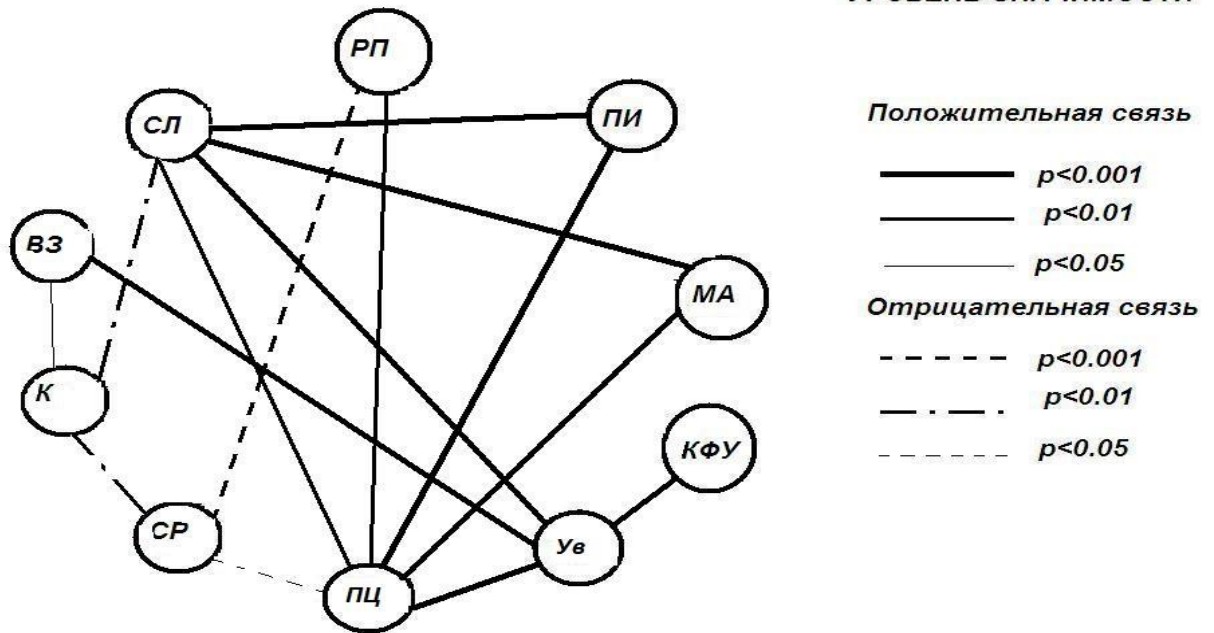 РП
СЛ
ПИ
ВЗ
МА
К
КФУ
СР
Ув
ПЦ
Положительная связь
p<0.001
p<0.01
p<0.05
Отрицательная связь
p<0.001
p<0.01
p<0.05